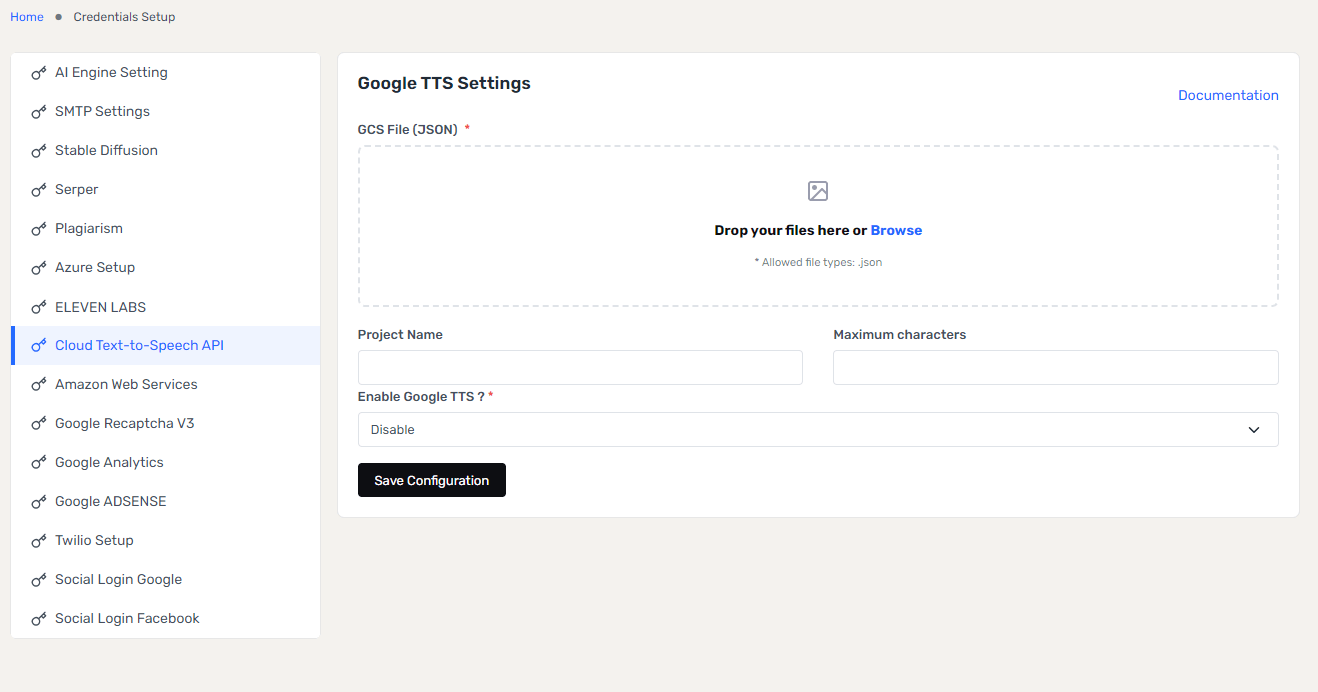 Home
Credentials Setup
AI Engine Setting
SMTP Settings
Stable Diffusion
Serper
Plagiarism
Azure Setup
ELEVEN LABS
Cloud Text-to-Speech API
Amazon Web Services
Google Recaptcha V3
Google Analytics
Google ADSENSE
Twilio Setup
Social Login Google
Social Login Facebook
Google TTS Settings
Documentation
GCS File (JSON) *
Drop your files here or Browse
* Allowed file types: .json
Project Name
Maximum characters
Enable Google TTS ? *
Disable
Save Configuration